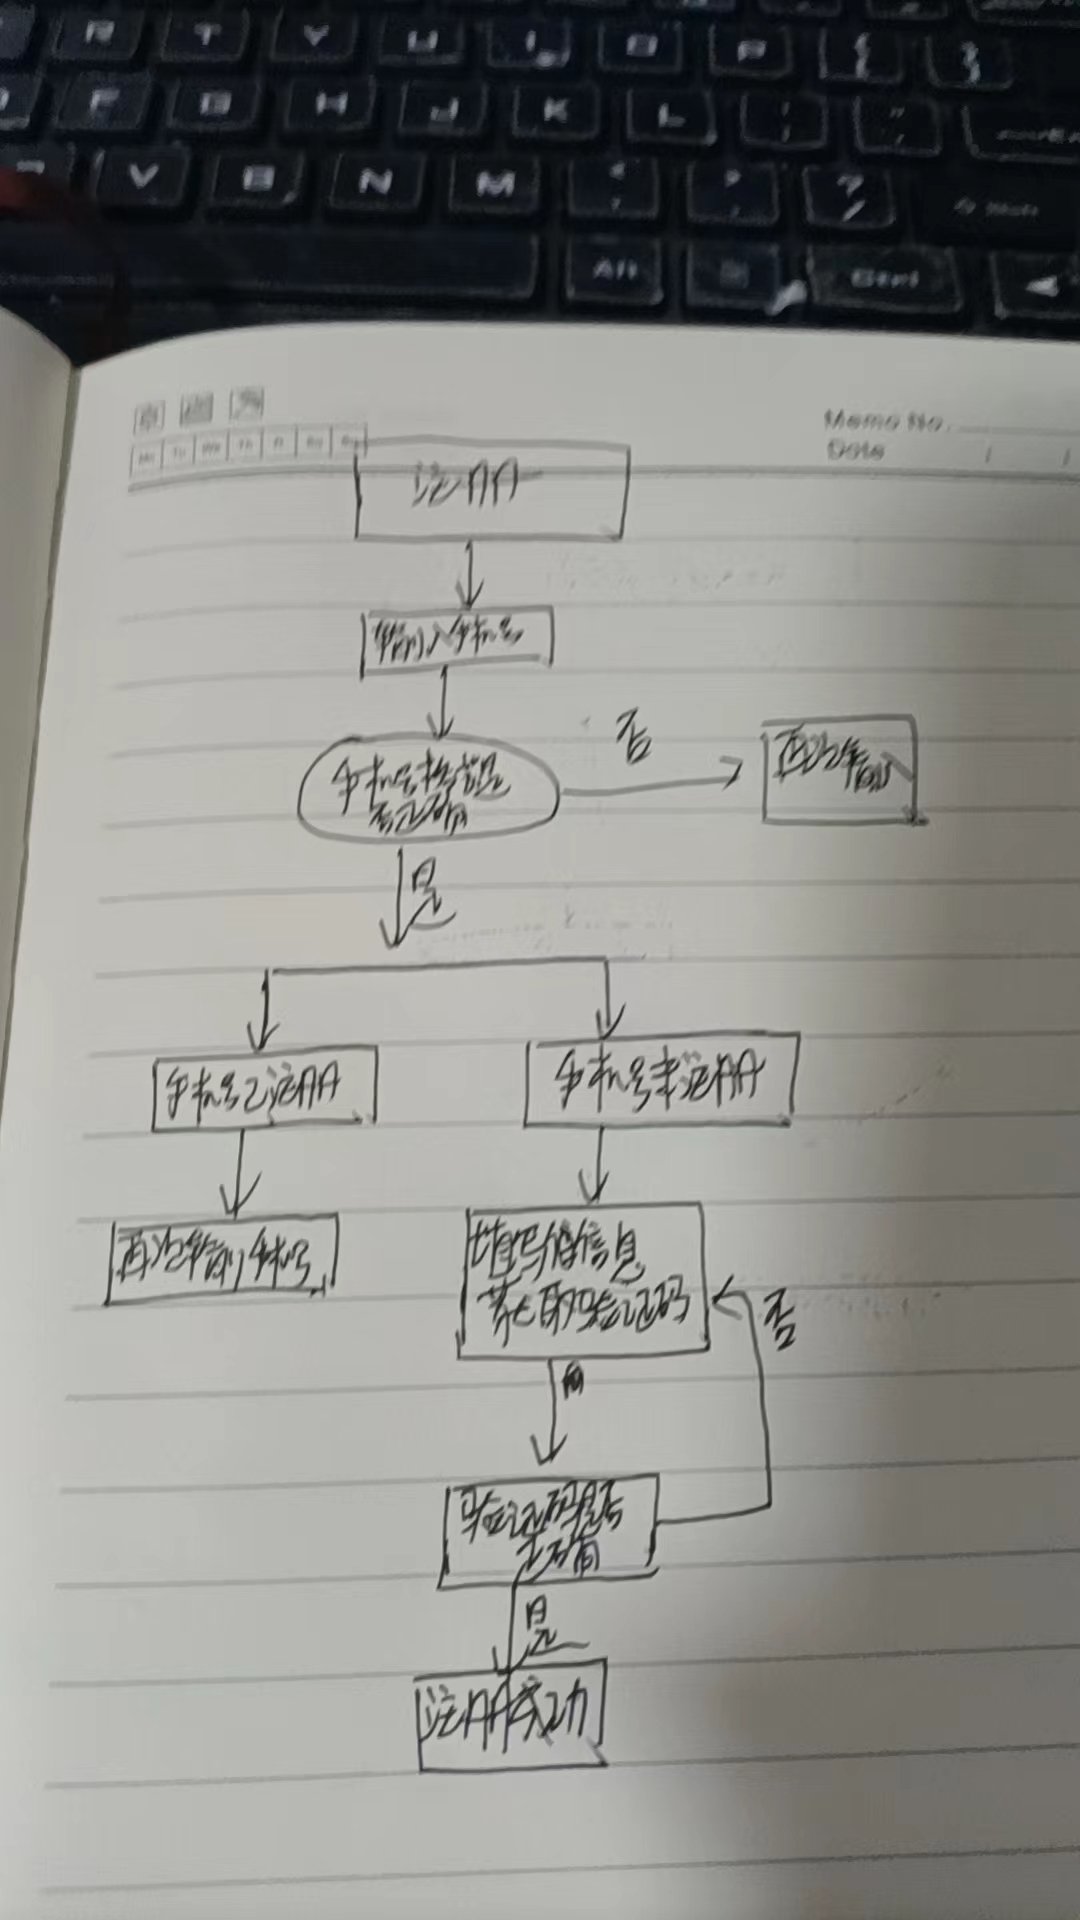 R T Y U I O P { }
F G H J K L : "
V B N M < > ? Shift
Alt Ctrl
Mo Tu We Th Fr Sa Su
Memo No.
Date
注册
输入手机号
手机号格式是
否正确
否
再次输入
是
手机号已注册
手机号未注册
再次输入手机号
填写信息
获取验证码
否
验证码是否
正确
是
注册成功